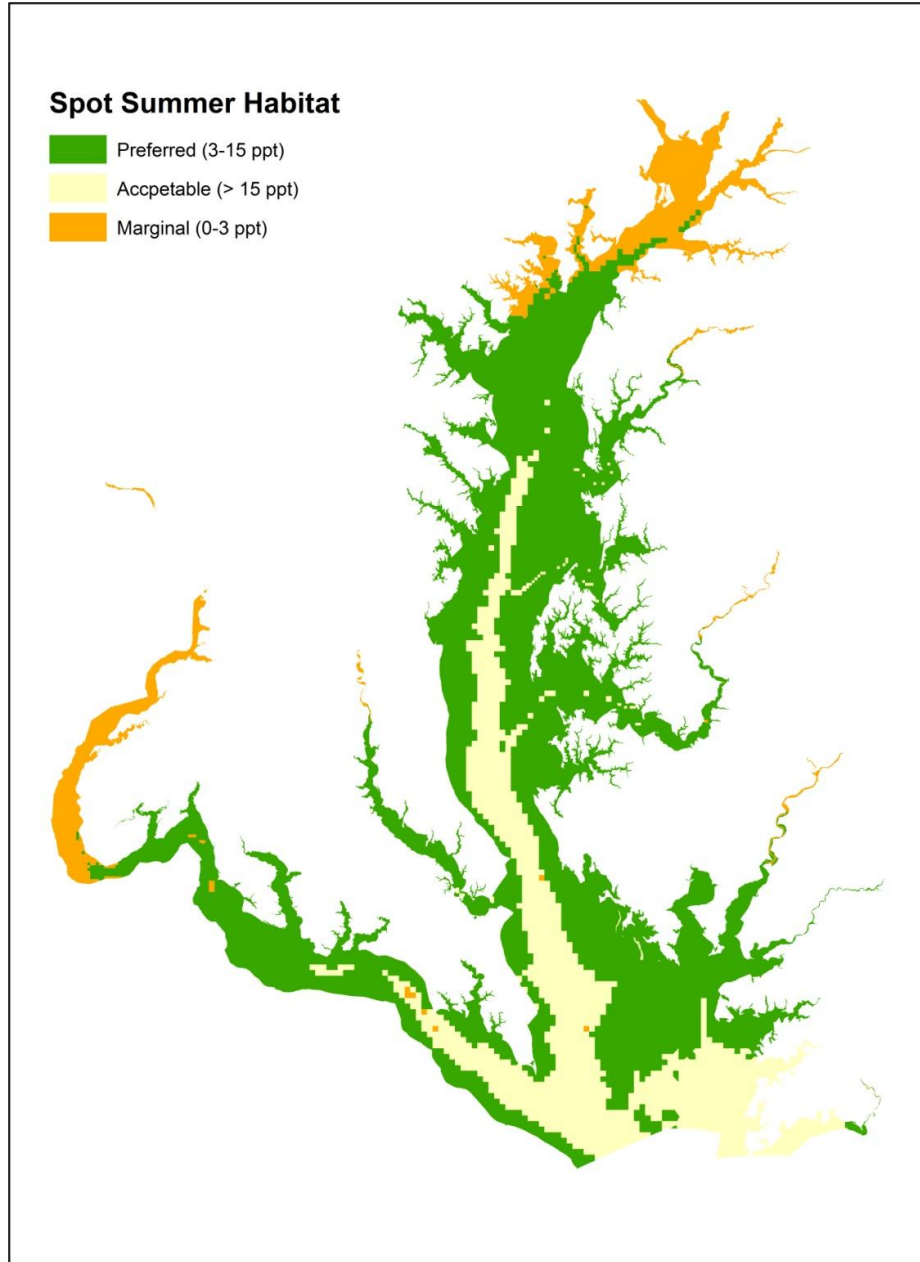 Spot Summer Habitat
Preferred (3-15 ppt)
Accpetable (> 15 ppt)
Marginal (0-3 ppt)